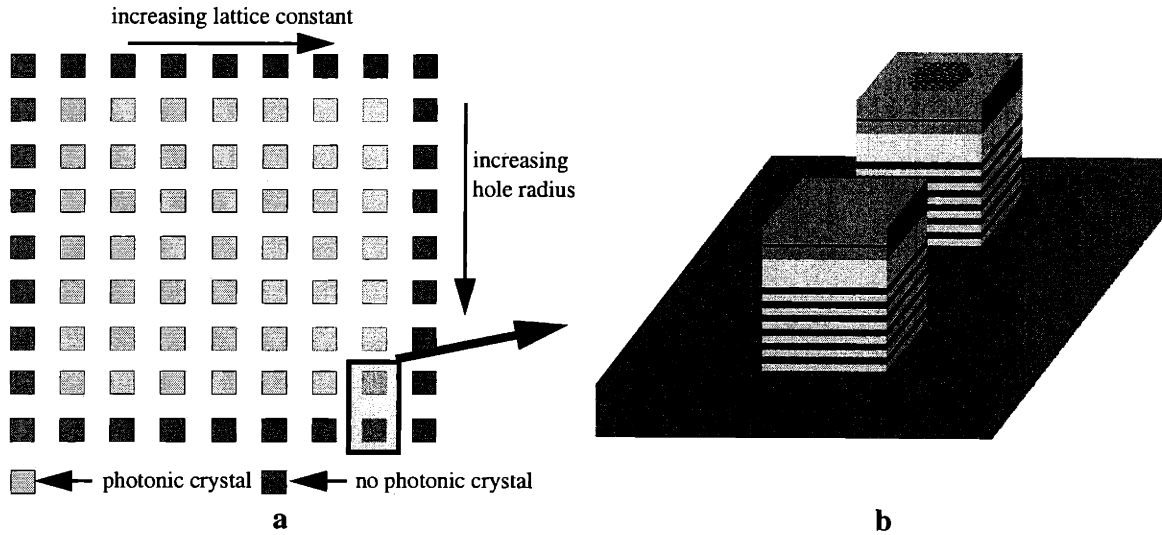 increasing lattice constant
increasing
hole radius
photonic crystal
no photonic crystal
a
b